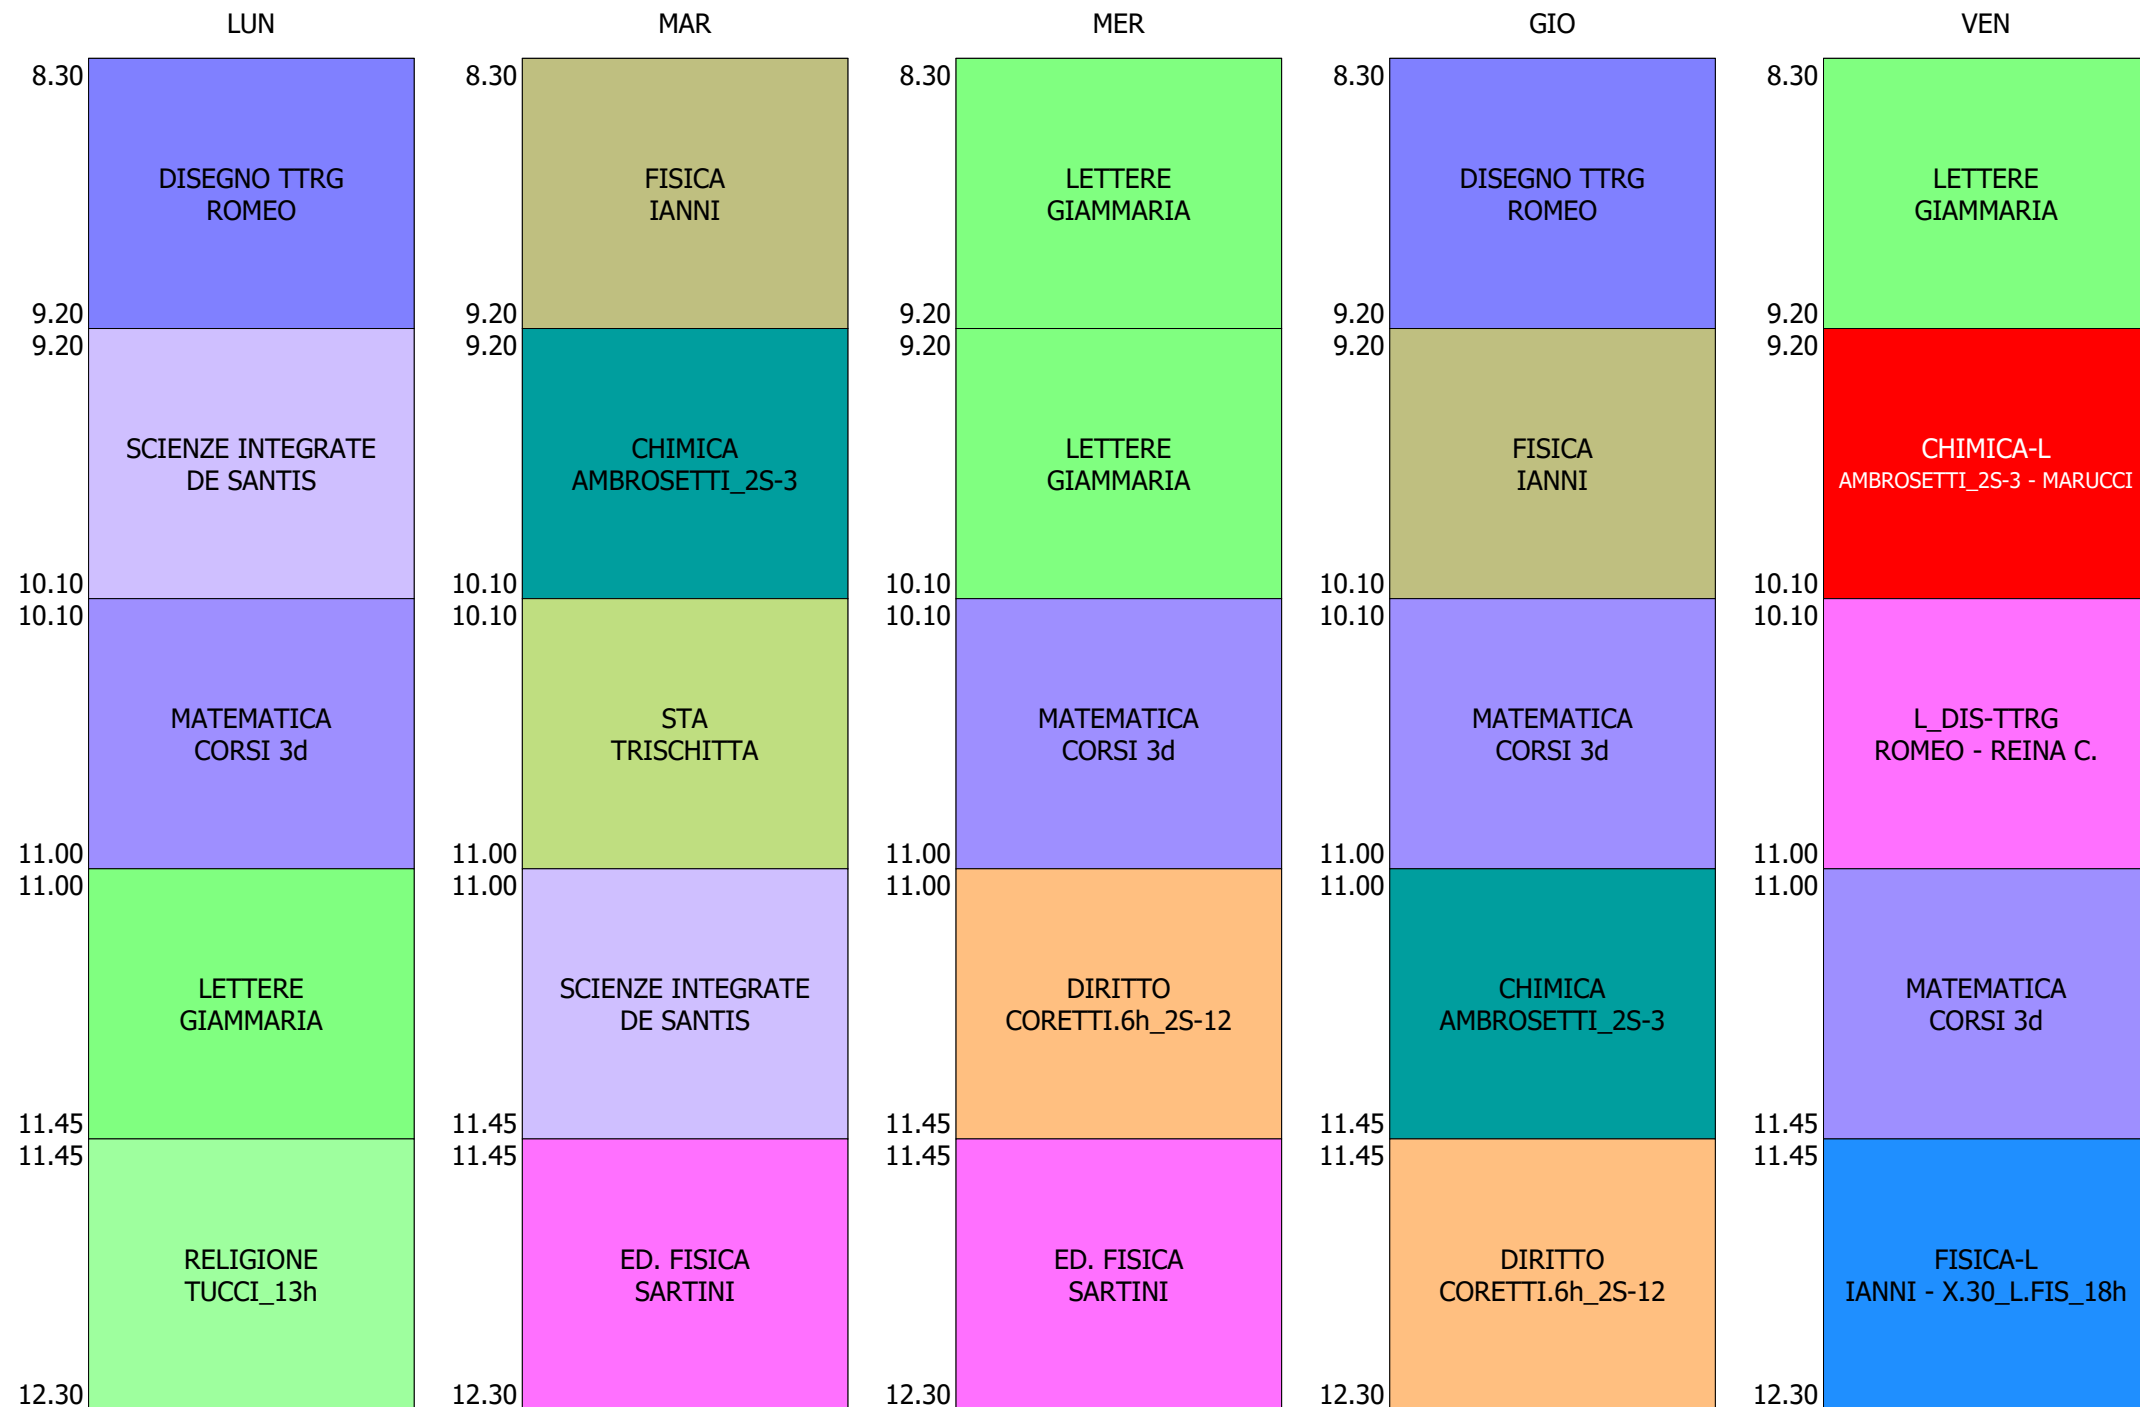 LUN MAR MER GIO VEN
8.30 8.30 8.30 8.30 8.30
DISEGNO TTRG FISICA LETTERE DISEGNO TTRG LETTERE
ROMEO IANNI GIAMMARIA ROMEO GIAMMARIA
9.20 9.20 9.20 9.20 9.20
9.20 9.20 9.20 9.20 9.20
SCIENZE INTEGRATE CHIMICA LETTERE FISICA CHIMICA-L
DE SANTIS AMBROSETTI_2S-3 GIAMMARIA IANNI AMBROSETTI_2S-3 - MARUCCI
10.10 10.10 10.10 10.10 10.10
10.10 10.10 10.10 10.10 10.10
MATEMATICA STA MATEMATICA MATEMATICA L_DIS-TTRG
CORSI 3d TRISCHITTA CORSI 3d CORSI 3d ROMEO - REINA C.
11.00 11.00 11.00 11.00 11.00
11.00 11.00 11.00 11.00 11.00
LETTERE SCIENZE INTEGRATE DIRITTO CHIMICA MATEMATICA
GIAMMARIA DE SANTIS CORETTI.6h_2S-12 AMBROSETTI_2S-3 CORSI 3d
11.45 11.45 11.45 11.45 11.45
11.45 11.45 11.45 11.45 11.45
RELIGIONE ED. FISICA ED. FISICA DIRITTO FISICA-L
TUCCI_13h SARTINI SARTINI CORETTI.6h_2S-12 IANNI - X.30_L.FIS_18h
12.30 12.30 12.30 12.30 12.30